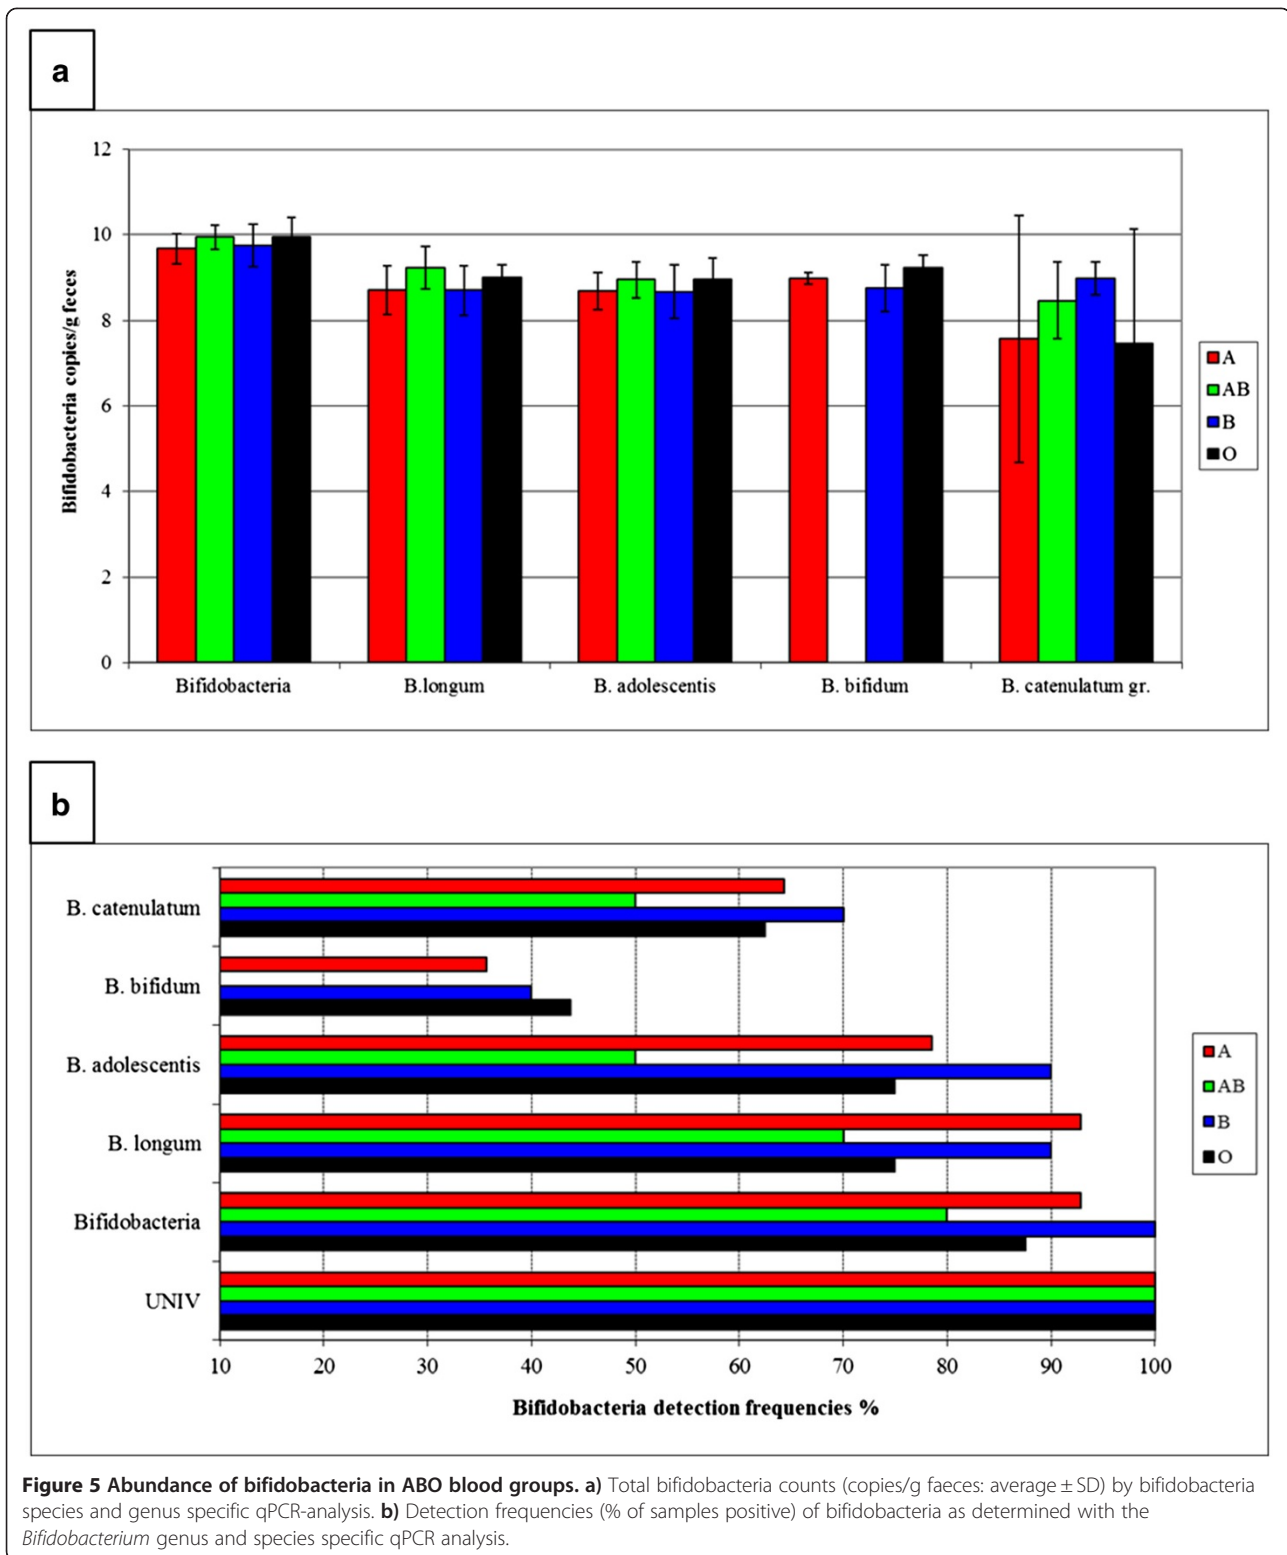 a
12
10
8
6
4
2
0
Bifidobacteria copies/g feces
Bifidobacteria B.longum B. adolescentis B. bifidum B. catenulatum gr.
A
AB
B
O
b
B. catenulatum
B. bifidum
B. adolescentis
B. longum
Bifidobacteria
UNIV
10 20 30 40 50 60 70 80 90 100
Bifidobacteria detection frequencies %
A
AB
B
O
Figure 5 Abundance of bifidobacteria in ABO blood groups. a) Total bifidobacteria counts (copies/g faeces: average ± SD) by bifidobacteria
species and genus specific qPCR-analysis. b) Detection frequencies (% of samples positive) of bifidobacteria as determined with the
Bifidobacterium genus and species specific qPCR analysis.